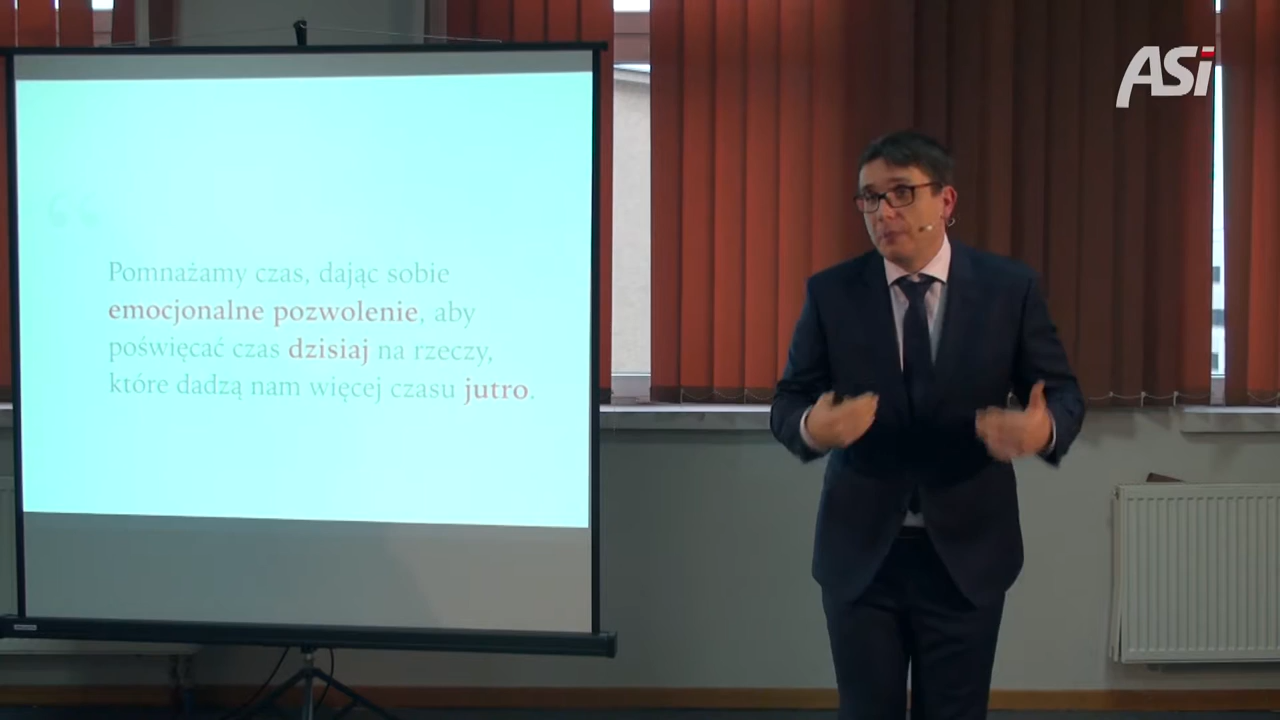 ASi
Pomnażamy czas, dając sobie
emocjonalne pozwolenie, aby
poświęcać czas dzisiaj na rzeczy,
które dadzą nam więcej czasu jutro.